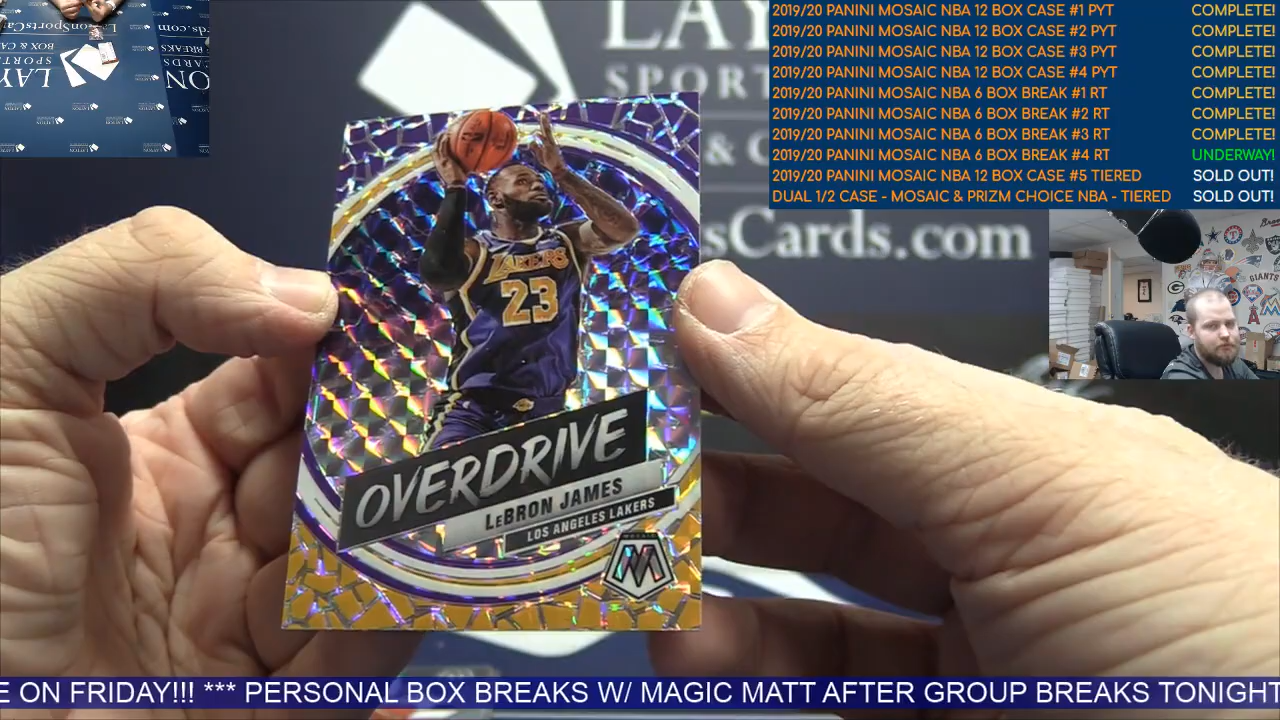 2019/20 PANINI MOSAIC NBA 12 BOX CASE #1 PYT COMPLETE!
2019/20 PANINI MOSAIC NBA 12 BOX CASE #2 PYT COMPLETE!
2019/20 PANINI MOSAIC NBA 12 BOX CASE #3 PYT COMPLETE!
2019/20 PANINI MOSAIC NBA 12 BOX CASE #4 PYT COMPLETE!
2019/20 PANINI MOSAIC NBA 6 BOX BREAK #1 RT COMPLETE!
2019/20 PANINI MOSAIC NBA 6 BOX BREAK #2 RT COMPLETE!
2019/20 PANINI MOSAIC NBA 6 BOX BREAK #3 RT COMPLETE!
2019/20 PANINI MOSAIC NBA 6 BOX BREAK #4 RT UNDERWAY!
2019/20 PANINI MOSAIC NBA 12 BOX CASE #5 TIERED SOLD OUT!
DUAL 1/2 CASE - MOSAIC & PRIZM CHOICE NBA - TIERED SOLD OUT!
LAY
SPORT
& C
sCards.com
GIANTS
LAKERS
23
OVERDRIVE
LEBRON JAMES
LOS ANGELES LAKERS
MOSAIC
M
E ON FRIDAY!!! *** PERSONAL BOX BREAKS W/ MAGIC MATT AFTER GROUP BREAKS TONIGHT